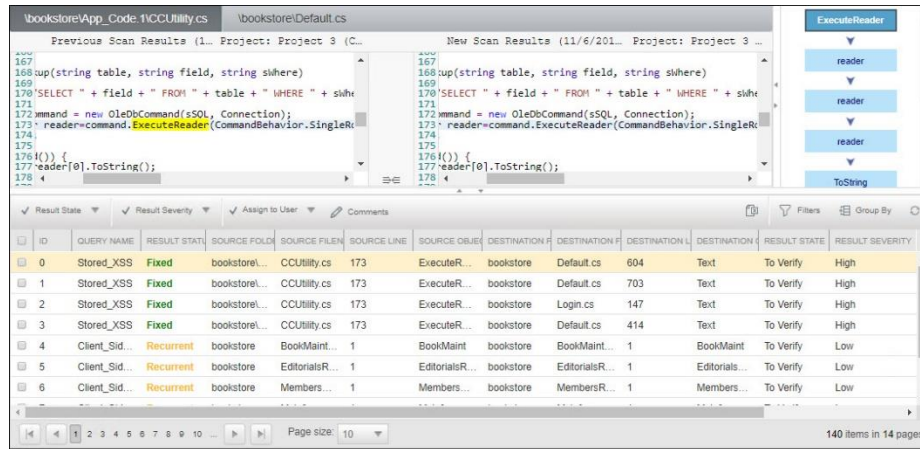 \bookstore\App_Code.1\CCUtility.cs \bookstore\Default.cs
Previous Scan Results (1... Project: Project 3 (C... New Scan Results (11/6/201... Project: Project 3 ...
167
168 up(string table, string field, string sWhere)
169
170 'SELECT " + field + " FROM " + table + " WHERE " + sWhe
171
172 ommand = new OleDbCommand(sSQL, Connection);
173 reader=command.ExecuteReader(CommandBehavior.SingleRo
174
175
176 d()) {
177 eader[0].ToString();
178
167
168 up(string table, string field, string sWhere)
169
170 'SELECT " + field + " FROM " + table + " WHERE " + sWhe
171
172 ommand = new OleDbCommand(sSQL, Connection);
173 reader=command.ExecuteReader(CommandBehavior.SingleRo
174
175
176 d()) {
177 eader[0].ToString();
178
ExecuteReader
reader
reader
reader
ToString
Result State Result Severity Assign to User Comments Filters Group By
ID QUERY NAME RESULT STATU SOURCE FOLDE SOURCE FILEN SOURCE LINE SOURCE OBJE DESTINATION F DESTINATION F DESTINATION L DESTINATION RESULT STATE RESULT SEVERITY
0 Stored_XSS Fixed bookstore\... CCUtility.cs 173 ExecuteR... bookstore Default.cs 604 Text To Verify High
1 Stored_XSS Fixed bookstore\... CCUtility.cs 173 ExecuteR... bookstore Default.cs 703 Text To Verify High
2 Stored_XSS Fixed bookstore\... CCUtility.cs 173 ExecuteR... bookstore Login.cs 147 Text To Verify High
3 Stored_XSS Fixed bookstore\... CCUtility.cs 173 ExecuteR... bookstore Default.cs 414 Text To Verify High
4 Client_Sid... Recurrent bookstore BookMaint... 1 BookMaint bookstore BookMaint... 1 BookMaint To Verify Low
5 Client_Sid... Recurrent bookstore EditorialsR... 1 EditorialsR... bookstore EditorialsR... 1 Editorials... To Verify Low
6 Client_Sid... Recurrent bookstore Members... 1 Members... bookstore MembersR... 1 Members... To Verify Low
1 2 3 4 5 6 7 8 9 10 ... Page size: 10 140 items in 14 pages